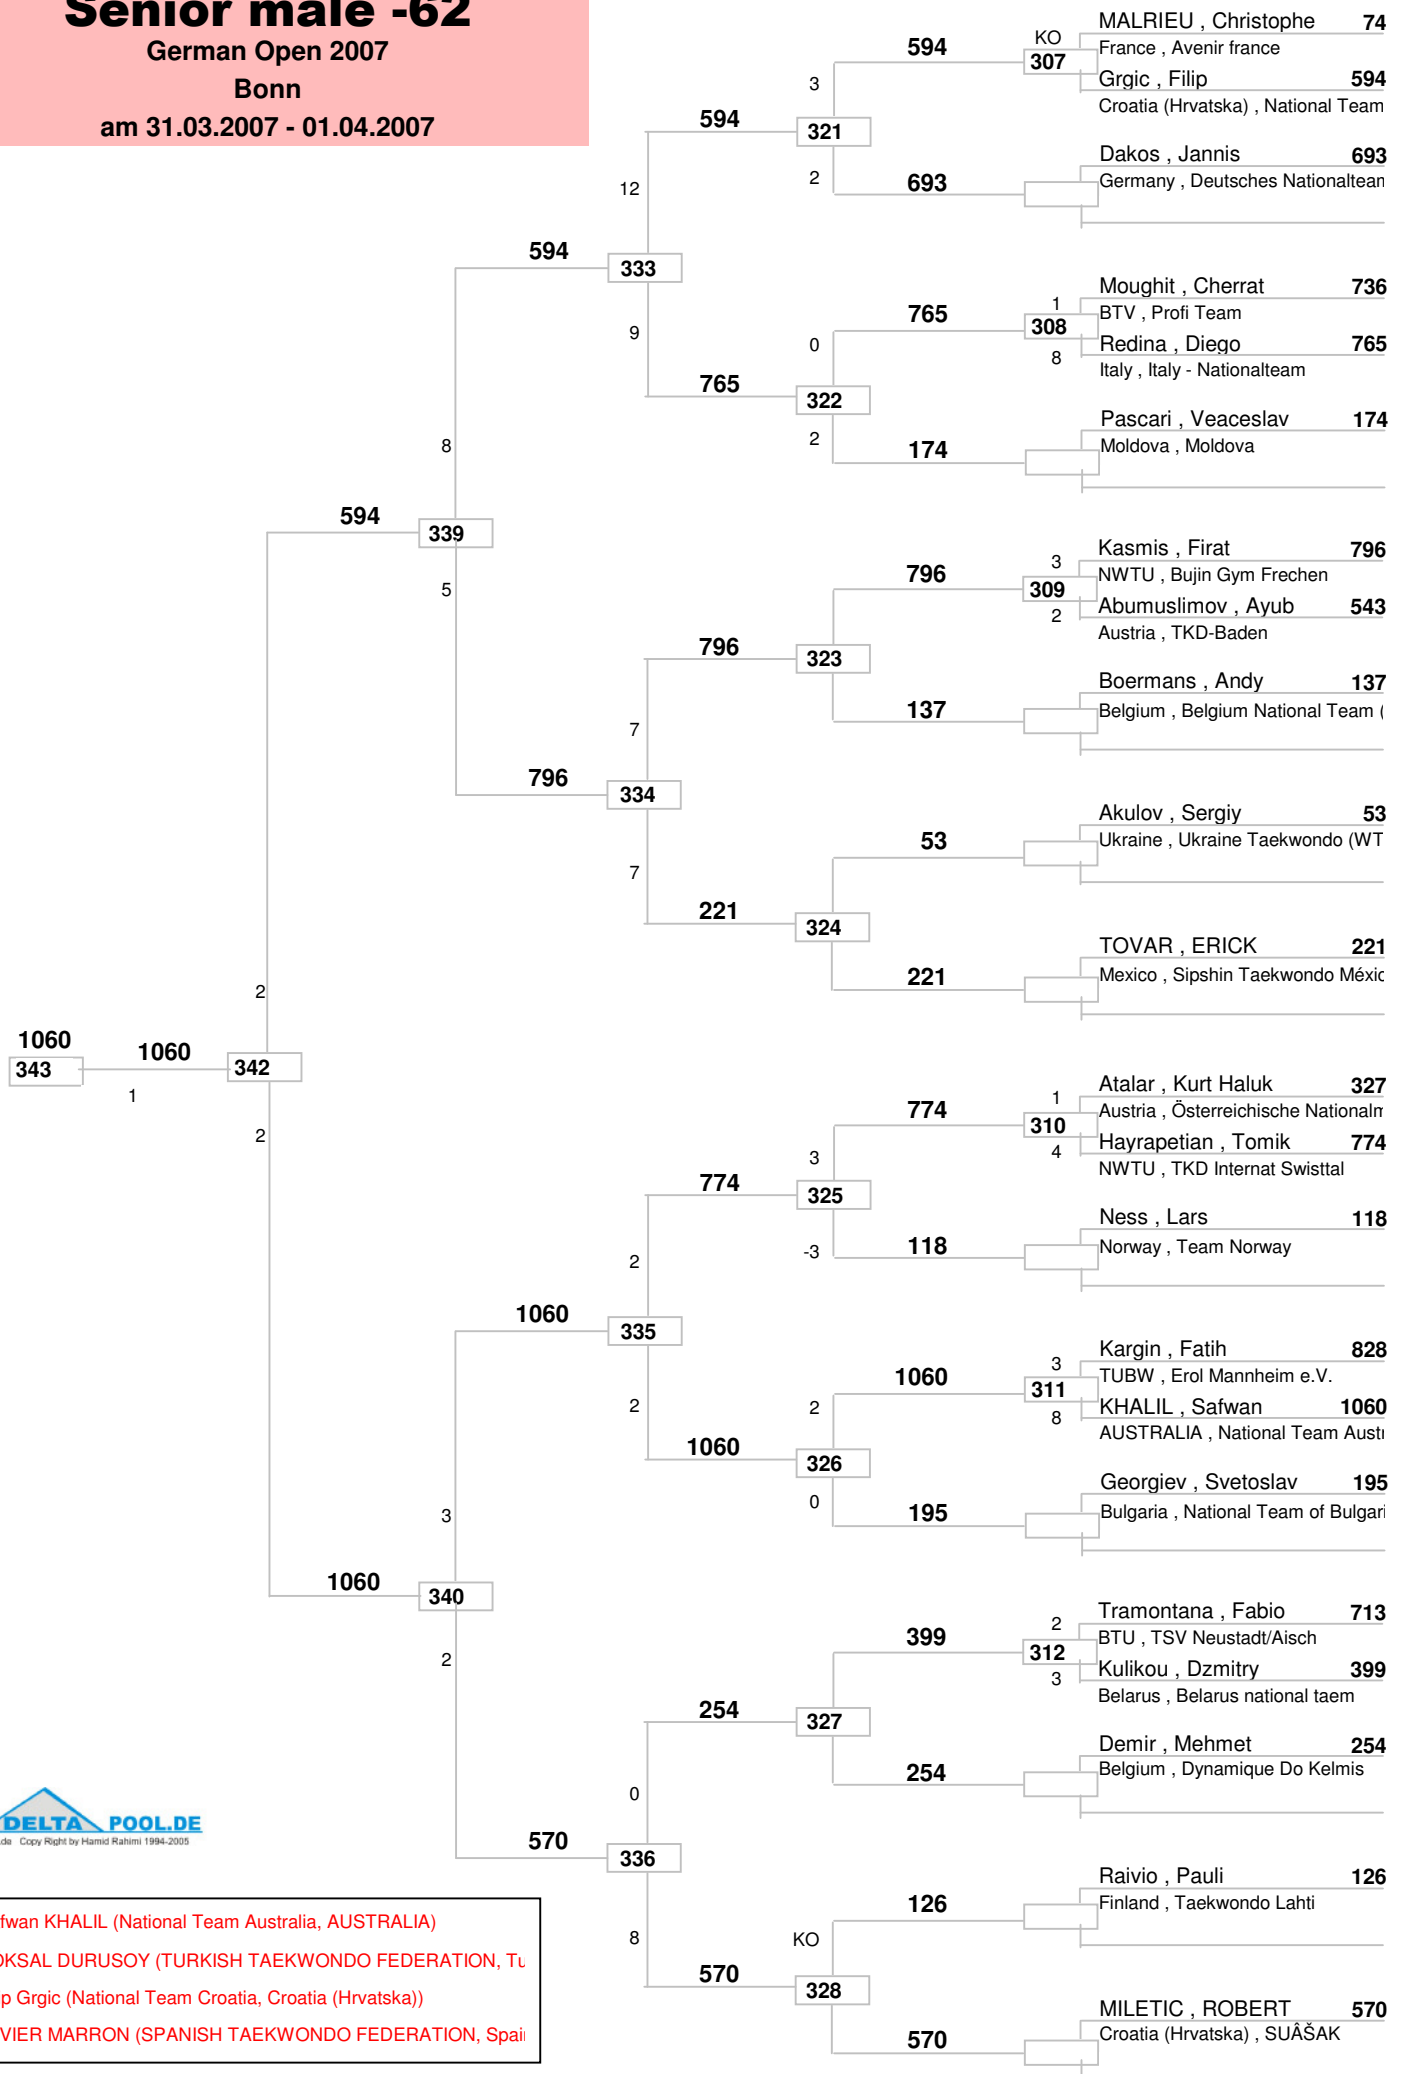 Senior male -62
German Open 2007
Bonn
am 31.03.2007 - 01.04.2007
MALRIEU , Christophe 74
France , Avenir france
KO
307
594
Grgic , Filip 594
Croatia (Hrvatska) , National Team
3
321
594
2
Dakos , Jannis 693
Germany , Deutsches Nationalteam
693
12
333
594
9
Moughit , Cherrat 736
BTV , Profi Team
1
308
8
765
Redina , Diego 765
Italy , Italy - Nationalteam
0
322
765
2
Pascari , Veaceslav 174
Moldova , Moldova
174
8
339
594
5
Kasmis , Firat 796
NWTU , Bujin Gym Frechen
3
309
2
796
Abumuslimov , Ayub 543
Austria , TKD-Baden
323
796
Boermans , Andy 137
Belgium , Belgium National Team (
137
7
334
796
7
Akulov , Sergiy 53
Ukraine , Ukraine Taekwondo (WT
53
324
221
TOVAR , ERICK 221
Mexico , Sipshin Taekwondo Méxic
221
2
342
1060
2
1060
343
1
Atalar , Kurt Haluk 327
Austria , Österreichische Nationalm
1
310
4
774
Hayrapetian , Tomik 774
NWTU , TKD Internat Swisttal
3
325
774
-3
Ness , Lars 118
Norway , Team Norway
118
2
335
1060
2
Kargin , Fatih 828
TUBW , Erol Mannheim e.V.
3
311
8
1060
KHALIL , Safwan 1060
AUSTRALIA , National Team Austr
2
326
1060
0
Georgiev , Svetoslav 195
Bulgaria , National Team of Bulgari
195
3
340
1060
2
Tramontana , Fabio 713
BTU , TSV Neustadt/Aisch
2
312
3
399
Kulikou , Dzmitry 399
Belarus , Belarus national taem
327
254
Demir , Mehmet 254
Belgium , Dynamique Do Kelmis
254
0
336
570
8
Raivio , Pauli 126
Finland , Taekwondo Lahti
126
KO
328
570
MILETIC , ROBERT 570
Croatia (Hrvatska) , SUÂŠAK
570
DELTA POOL.DE
.de Copy Right by Hamid Rahimi 1994-2005
fwan KHALIL (National Team Australia, AUSTRALIA)
OKSAL DURUSOY (TURKISH TAEKWONDO FEDERATION, Tu
p Grgic (National Team Croatia, Croatia (Hrvatska))
VIER MARRON (SPANISH TAEKWONDO FEDERATION, Spai